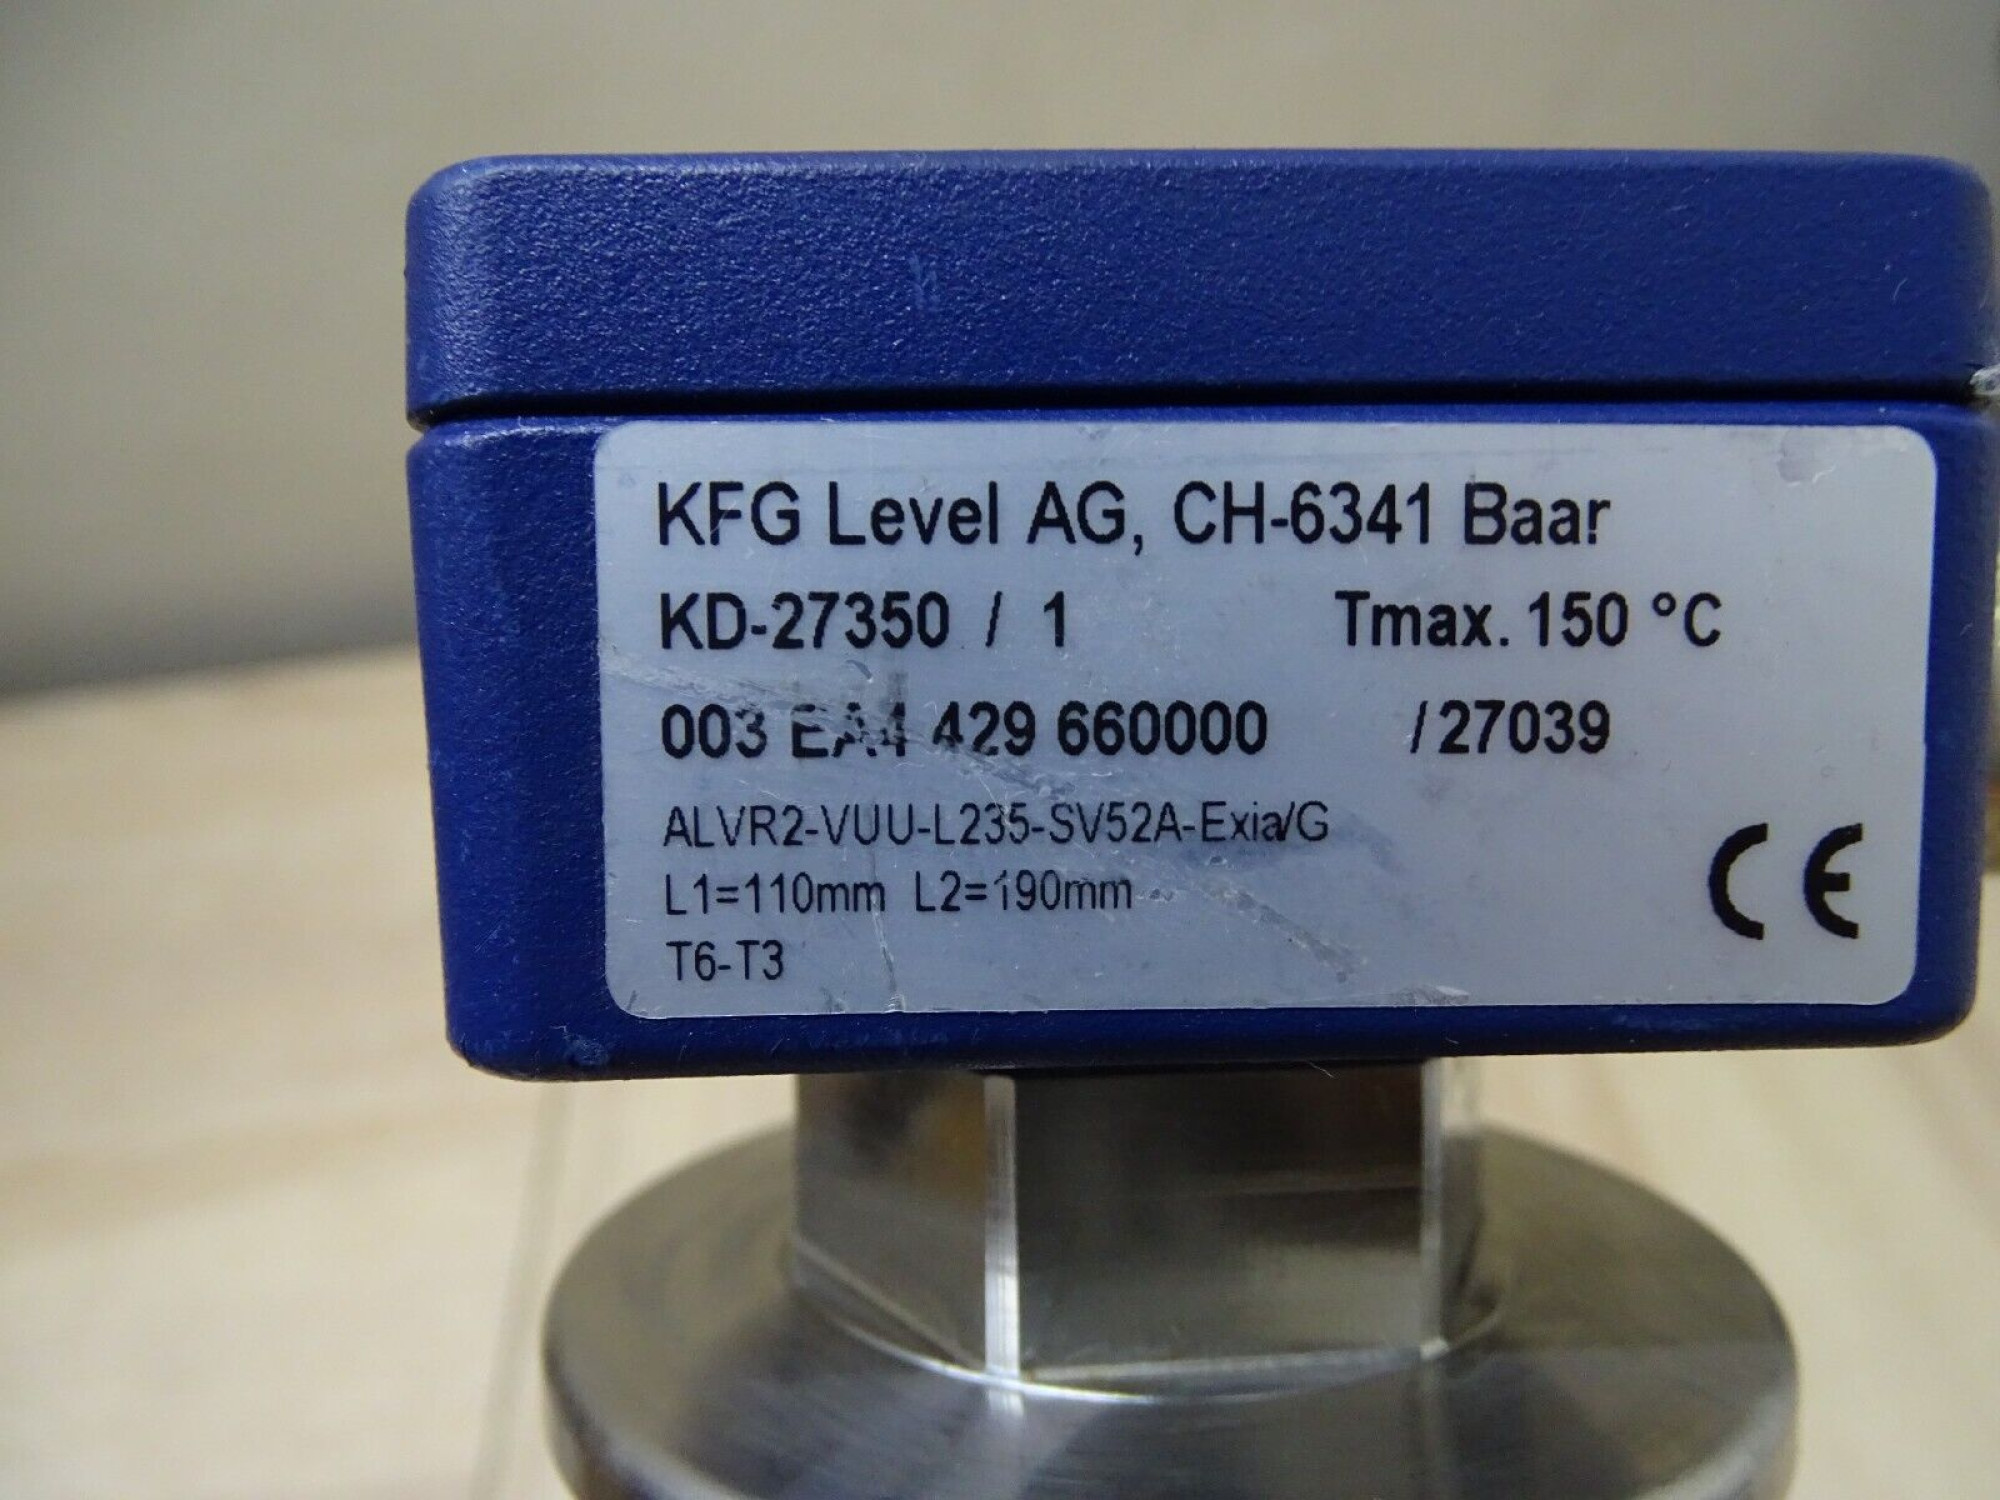 KFG Level AG, CH-6341 Baar
KD-27350 / 1 Tmax. 150 °C
003 EA4 429 660000 /27039
ALVR2-VUU-L235-SV52A-Exia/G
L1=110mm L2=190mm
T6-T3
CE